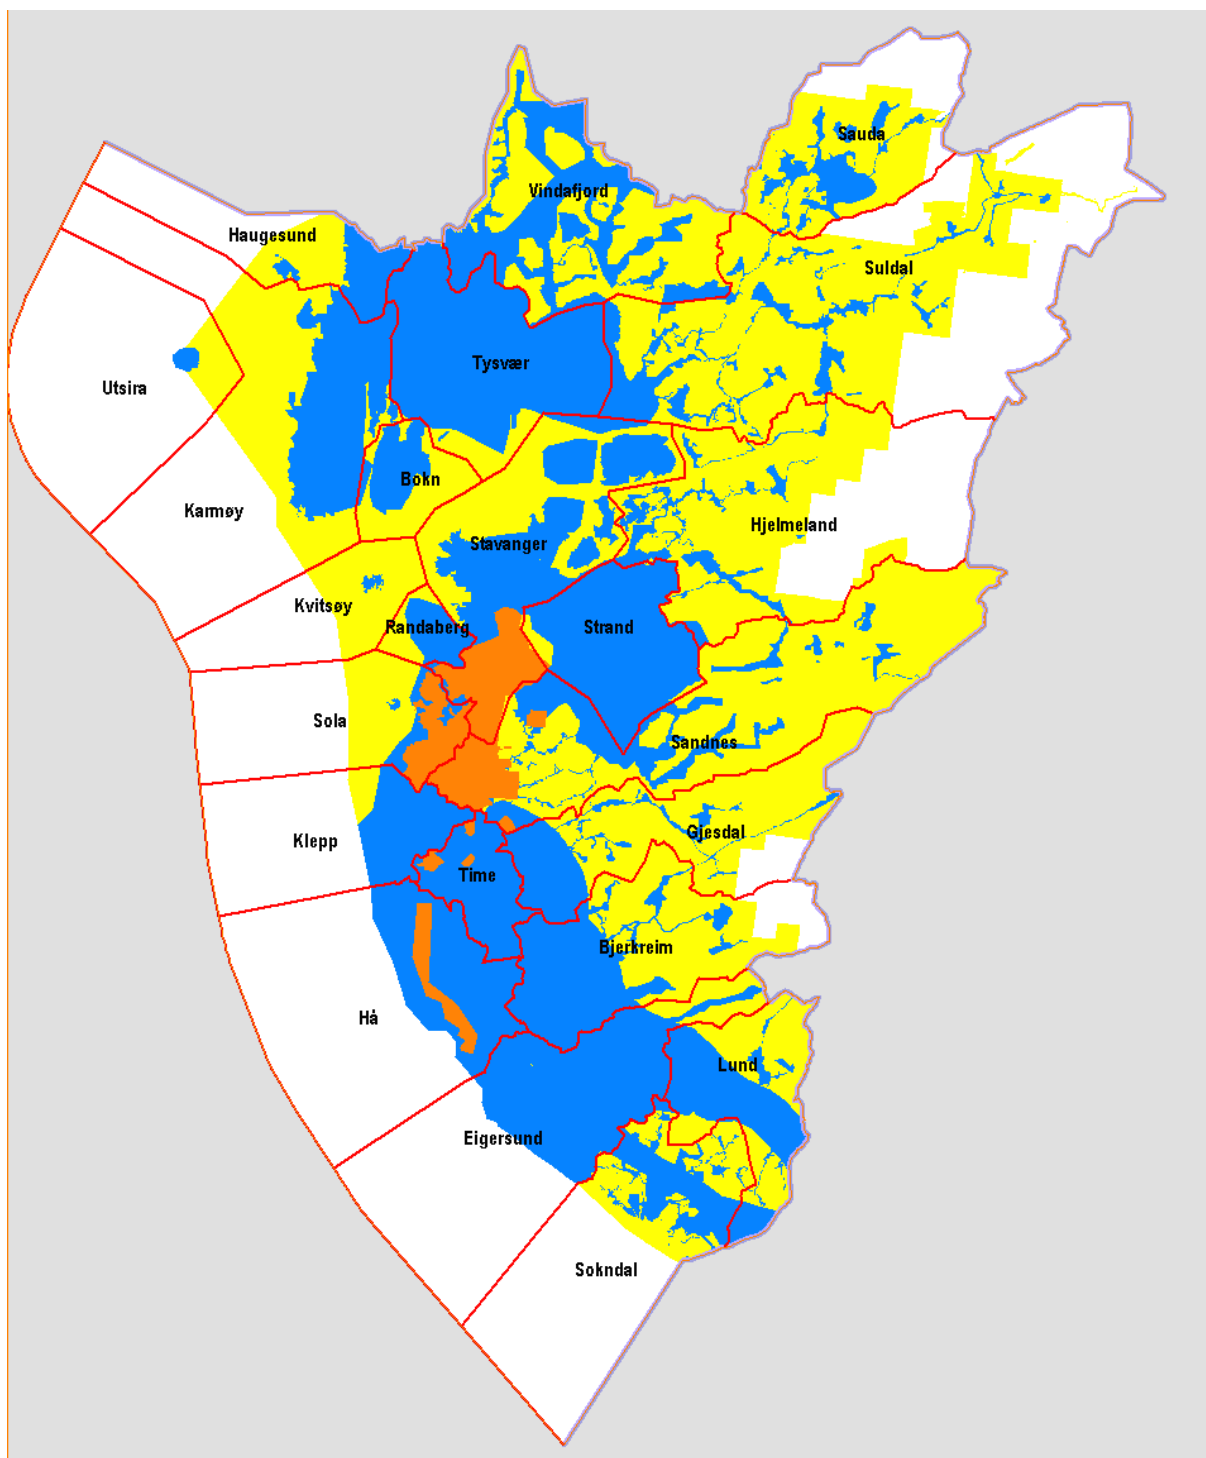 Sauda
Vindafjord
Haugesund
Suldal
Tysvær
Utsira
Bokn
Karmøy
Hjelmeland
Stavanger
Kvitsøy
Randaberg
Strand
Sola
Sandnes
Gjesdal
Klepp
Time
Bjerkreim
Hå
Lund
Eigersund
Sokndal